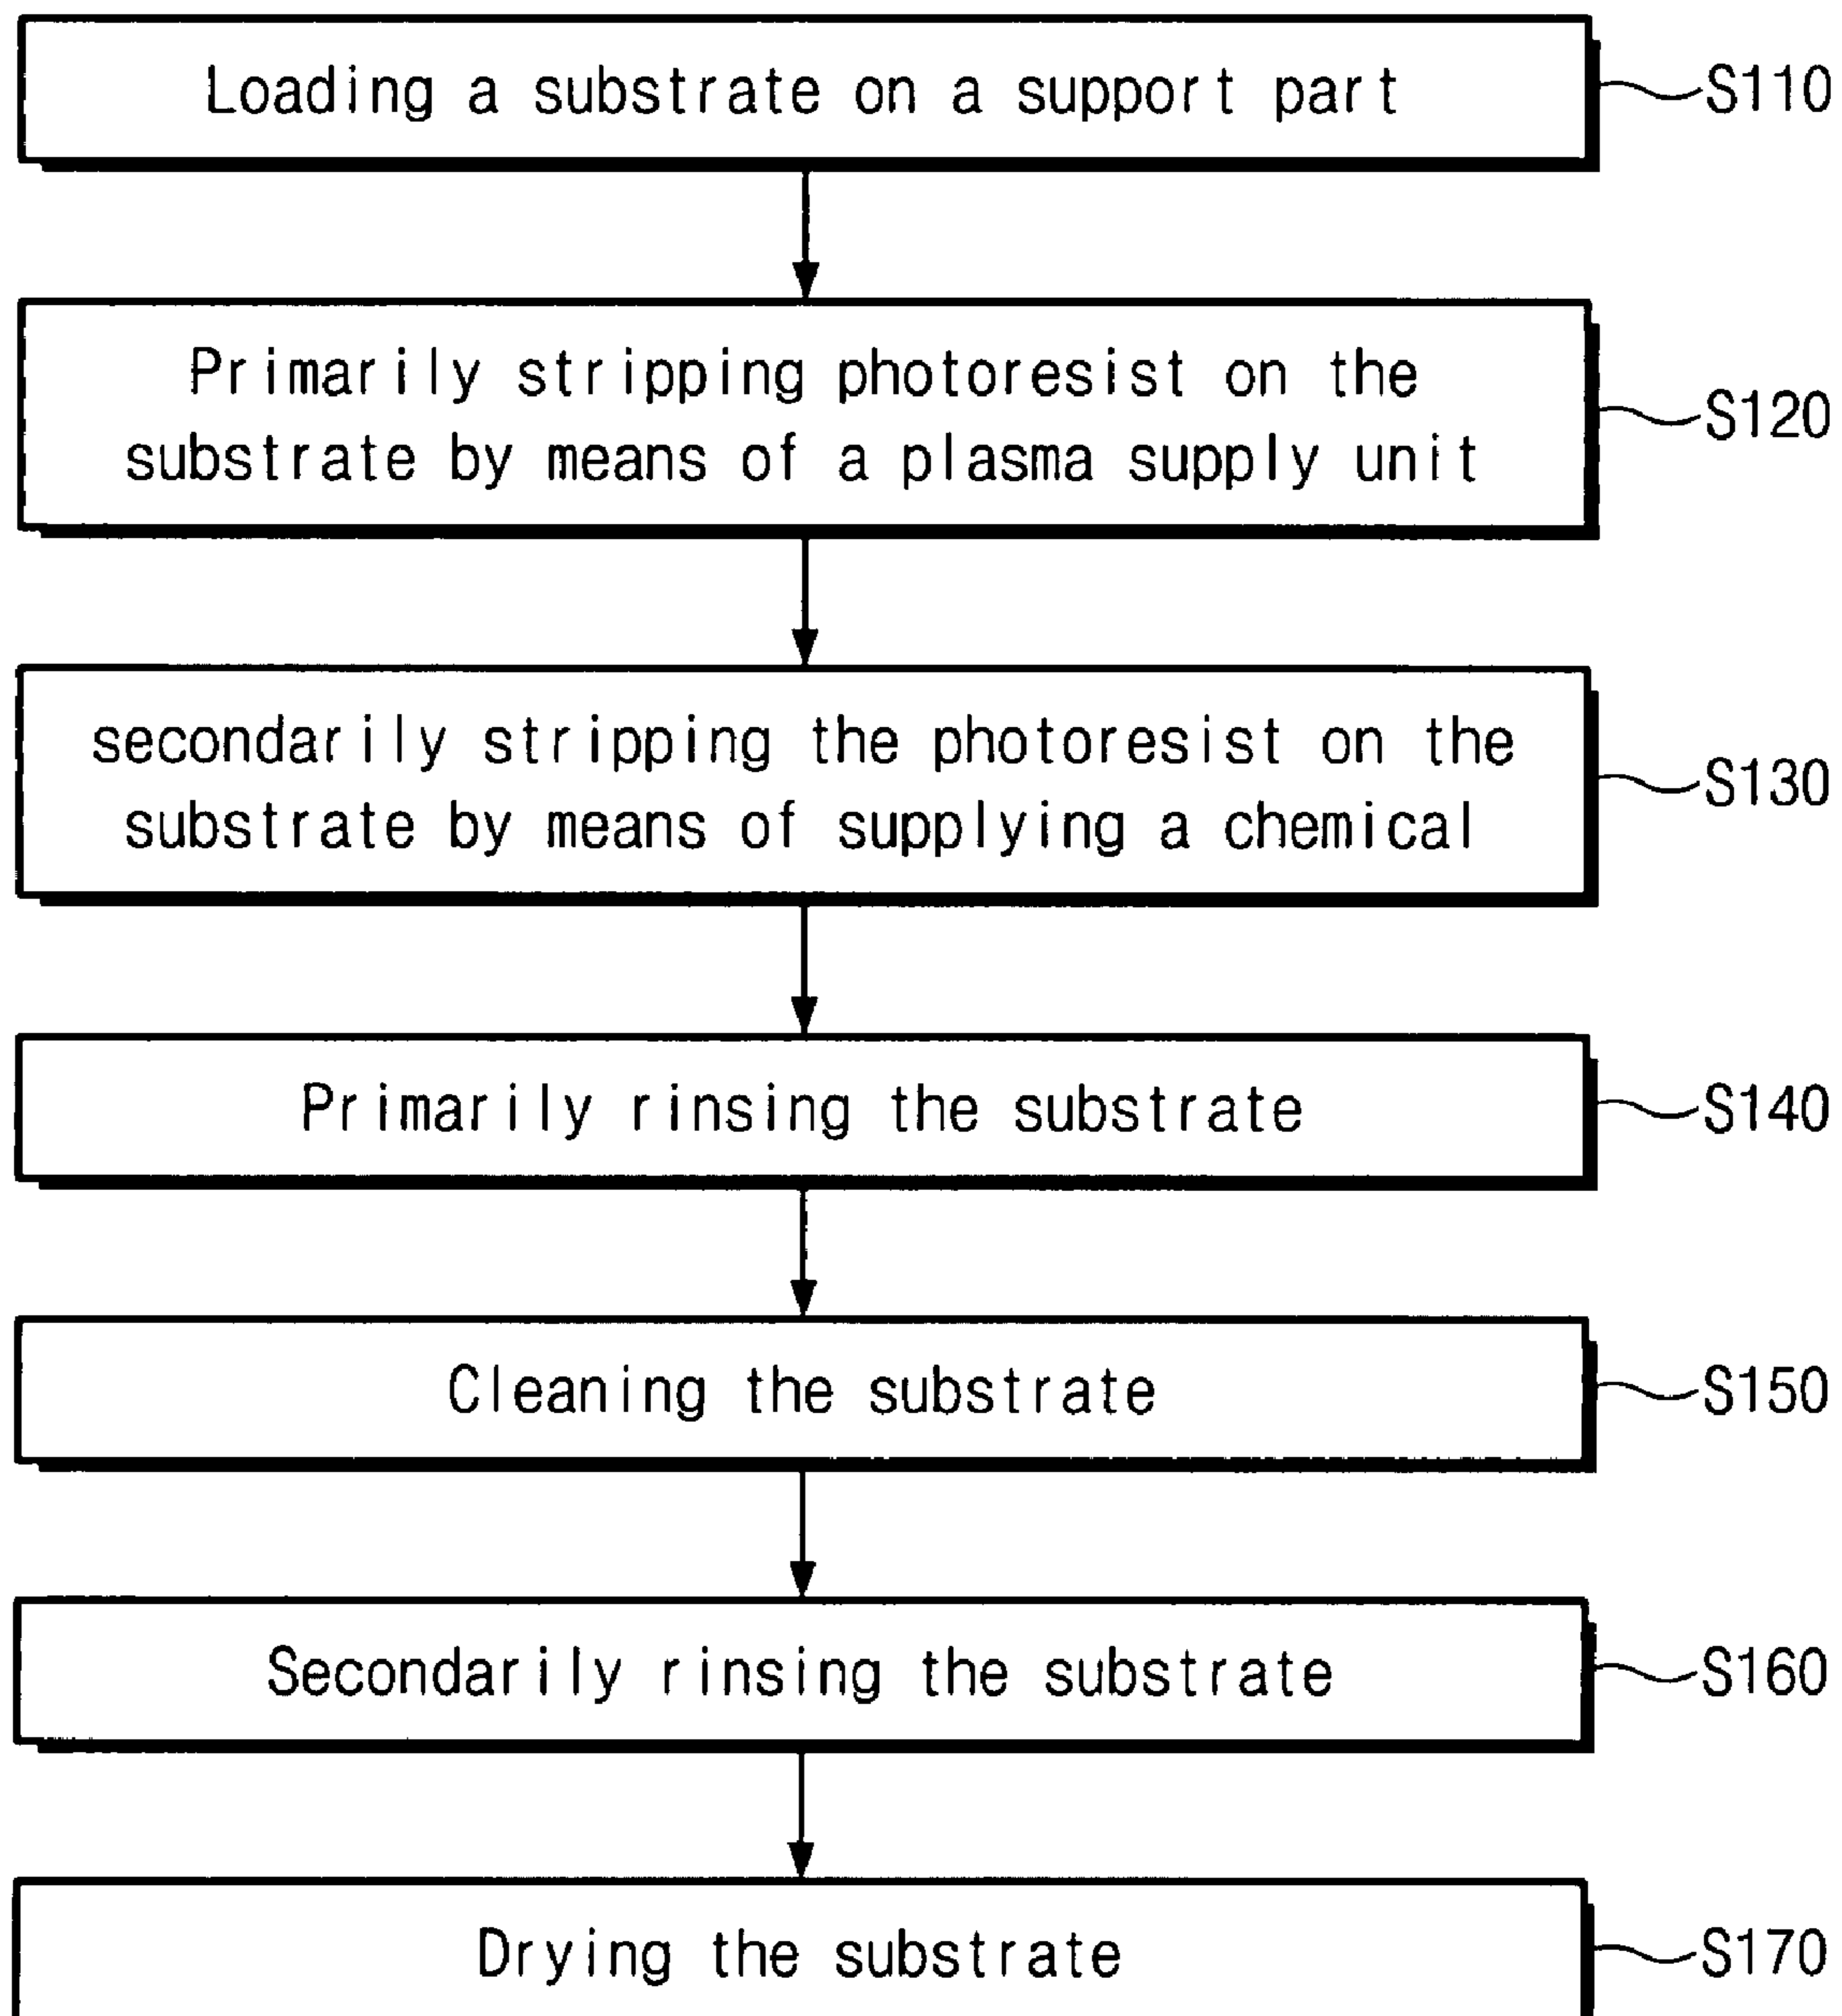 Loading a substrate on a support part
S110
Primarily stripping photoresist on the
substrate by means of a plasma supply unit
S120
secondarily stripping the photoresist on the
substrate by means of supplying a chemical
S130
Primarily rinsing the substrate
S140
Cleaning the substrate
S150
Secondarily rinsing the substrate
S160
Drying the substrate
S170